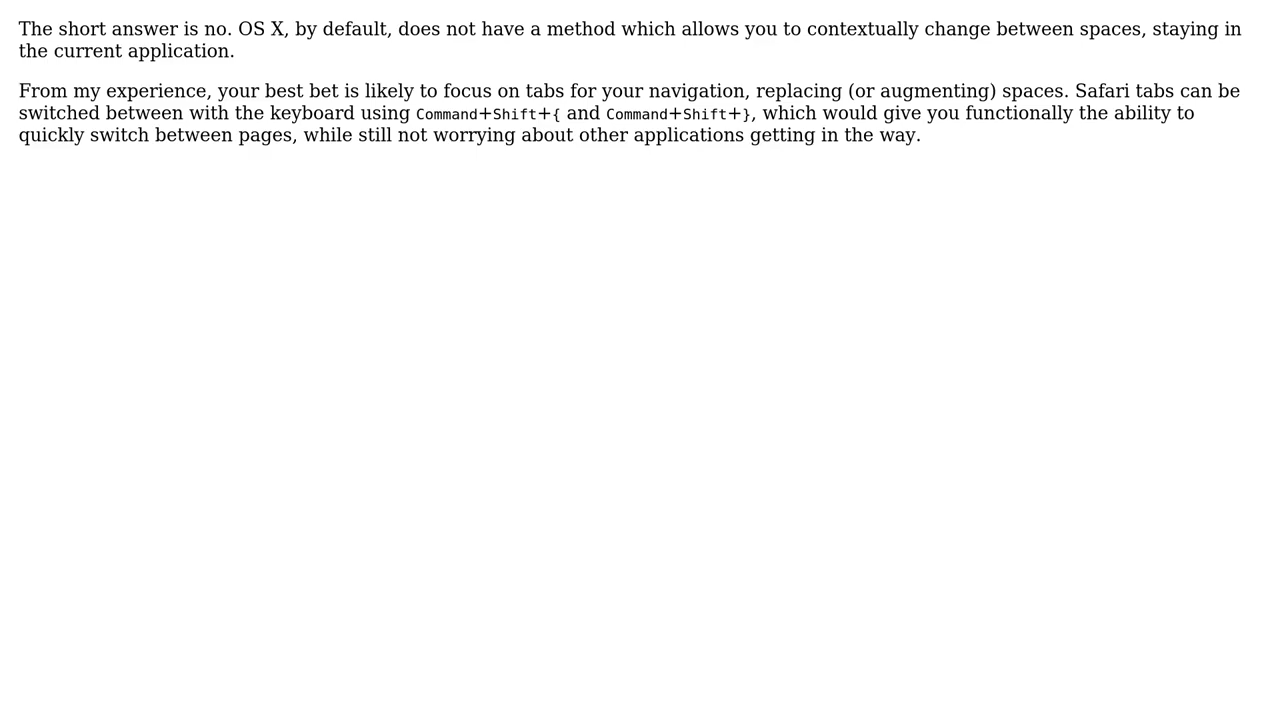 The short answer is no. OS X, by default, does not have a method which allows you to contextually change between spaces, staying in
the current application.
From my experience, your best bet is likely to focus on tabs for your navigation, replacing (or augmenting) spaces. Safari tabs can be
switched between with the keyboard using Command+Shift+{ and Command+Shift+}, which would give you functionally the ability to
quickly switch between pages, while still not worrying about other applications getting in the way.